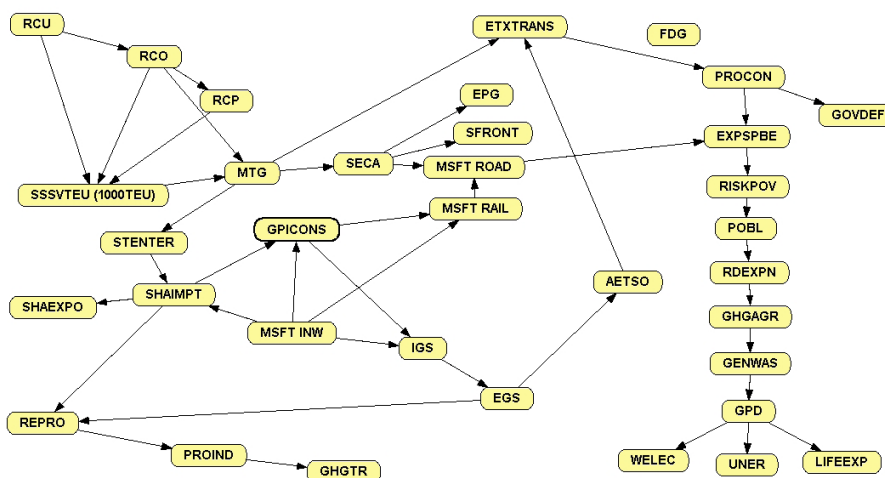 RCU
ETXTRANS
FDG
RCO
PROCON
RCP
EPG
GOVDEF
SFRONT
EXPSPBE
SECA
MSFT ROAD
MTG
RISKPOV
SSSVTEU (1000TEU)
MSFT RAIL
GPICONS
POBL
STENTER
RDEXPN
AETSO
SHAIMPT
SHAEXPO
GHGAGR
MSFT INW
IGS
GENWAS
EGS
GPD
REPRO
PROIND
WELEC
UNER
LIFEEXP
GHGTR